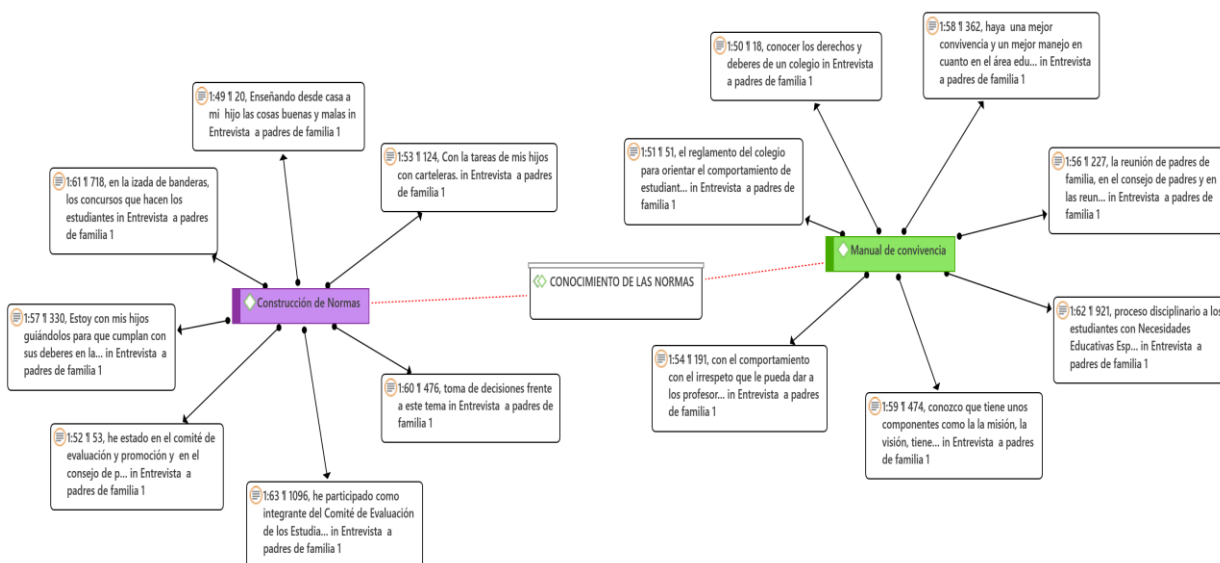 1:58 ¶ 362, haya una mejor
convivencia y un mejor manejo en
cuanto en el área edu... in Entrevista
a padres de familia 1
1:50 ¶ 18, conocer los derechos y
deberes de un colegio in Entrevista
a padres de familia 1
1:49 ¶ 20, Enseñando desde casa a
mi hijo las cosas buenas y malas in
Entrevista a padres de familia 1
1:53 ¶ 124, Con la tareas de mis hijos
con carteleras. in Entrevista a padres
de familia 1
1:51 ¶ 51, el reglamento del colegio
para orientar el comportamiento de
estudiant... in Entrevista a padres de
familia 1
1:56 ¶ 227, la reunión de padres de
familia, en el consejo de padres y en
las reun... in Entrevista a padres de
familia 1
1:61 ¶ 718, en la izada de banderas,
los concursos que hacen los
estudiantes in Entrevista a padres
de familia 1
Manual de convivencia
CONOCIMIENTO DE LAS NORMAS
Construcción de Normas
1:57 ¶ 330, Estoy con mis hijos
guiándolos para que cumplan con
sus deberes en la... in Entrevista a
padres de familia 1
1:62 ¶ 921, proceso disciplinario a los
estudiantes con Necesidades
Educativas Esp... in Entrevista a
padres de familia 1
1:54 ¶ 191, con el comportamiento
con el irrespeto que le pueda dar a
los profesor... in Entrevista a padres
de familia 1
1:60 ¶ 476, toma de decisiones frente
a este tema in Entrevista a padres de
familia 1
1:59 ¶ 474, conozco que tiene unos
componentes como la la misión, la
visión, tiene... in Entrevista a padres
de familia 1
1:52 ¶ 53, he estado en el comité de
evaluación y promoción y en el
consejo de p... in Entrevista a
padres de familia 1
1:63 ¶ 1096, he participado como
integrante del Comité de Evaluación
de los Estudia... in Entrevista a
padres de familia 1